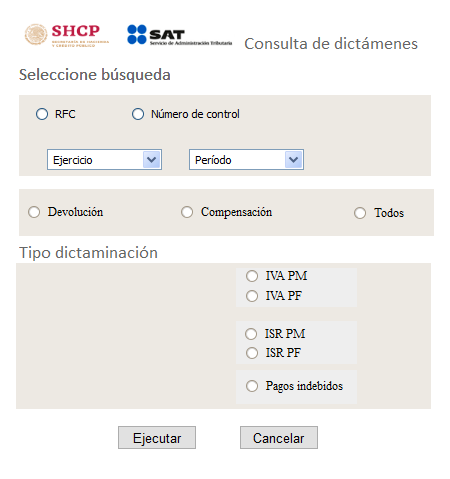 SHCP
SECRETARÍA DE HACIENDA
Y CRÉDITO PÚBLICO
SAT
Servicio de Administración Tributaria
Consulta de dictámenes
Seleccione búsqueda
RFC
Número de control
Ejercicio
Período
Devolución
Compensación
Todos
Tipo dictaminación
IVA PM
IVA PF
ISR PM
ISR PF
Pagos indebidos
Ejecutar
Cancelar